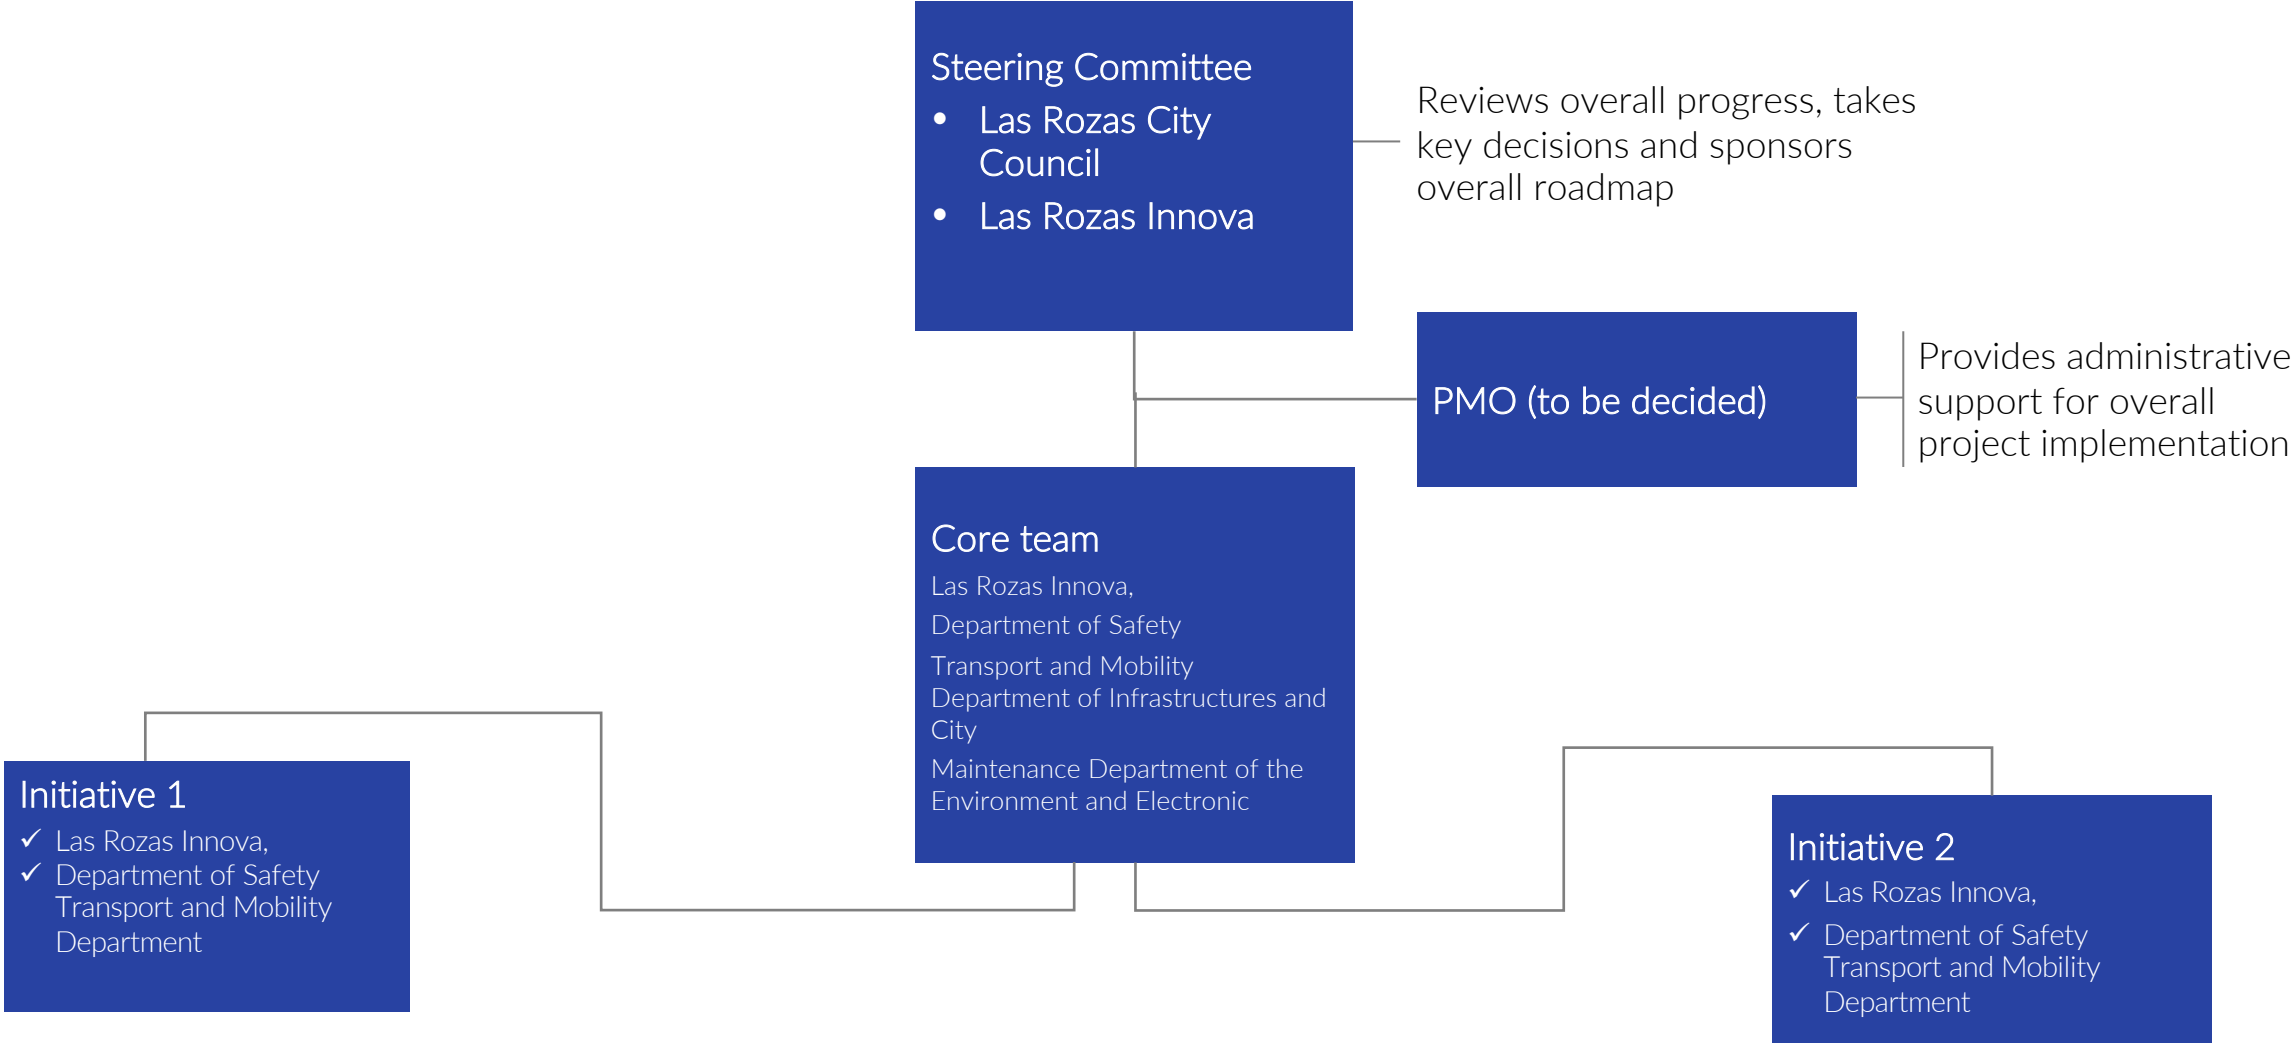 Steering Committee
• Las Rozas City
Council
• Las Rozas Innova
Reviews overall progress, takes
key decisions and sponsors
overall roadmap
PMO (to be decided)
Provides administrative
support for overall
project implementation
Core team
Las Rozas Innova,
Department of Safety
Transport and Mobility
Department of Infrastructures and
City
Maintenance Department of the
Environment and Electronic
Initiative 1
✓ Las Rozas Innova,
✓ Department of Safety
Transport and Mobility
Department
Initiative 2
✓ Las Rozas Innova,
✓ Department of Safety
Transport and Mobility
Department